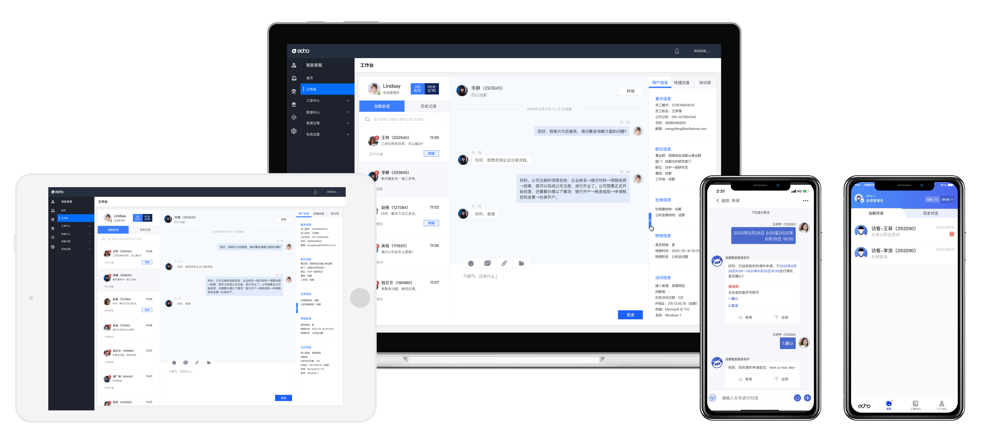 echo
RHWSB...
智能客服
首页
工作台
工单中心
数据中心
客服设置
系统设置
工作台
Lindsay
在线管理员
在线
5/5
排队数
2/10
当前会话
历史记录
客户昵称/访客ID/聊天记录/对接ID
3
王林（202940）
11:05
工资扣税有异常，怎么解决?
辽宁大连
转接
5
李静（293845）
麻烦重新发一遍工资单。
成都
赵格（127384）
11:02
你好，解决方法已发送。
贵阳
转接
2
吴铭（111920）
11:06
请问公积金怎么提取?
郑州
钱贝贝（190980）
11:07
考勤有问题，麻烦处理。
南京
李静（293845）
四川成都
转接
2019年12月31日 11: 12 已连接
11: 13
您好，很高兴为您服务，请问要咨询哪方面的问题?
11: 14
你好，我想咨询企业注册流程。
11: 14
好的。公司注册的流程包括：企业核名→提交材料→领取执照
→刻章，就可以完成公司注册，进行开业了。公司想要正式开
始经营，还需要办理以下事项：银行开户→税务报到→申请税
控和发票→社保开户。
11: 15
好的，谢谢
不客气，还有什么
发送
用户信息
快捷回复
知识库
基本信息
员工编号：372878943543
员工姓名：王伊锋
公司分机：010-437804345
手机：18988495859
邮箱：wangyifeng@isoftstone.com
职位信息
事业群：西南地区成都xx事业群
部门：成都SNP研究部门
职位：SNP一级研究员
属地：成都
工作地：成都
社保信息
社保缴纳地：成都
公积金缴纳地：成都
转接信息
是否转接：是
转接时间：2020-05-16 00:31:
转接附言：公积金问题
访问信息
接入渠道：桌面网站
技能组：-
历史访问次数：0次
IP地址：210.13.69.30（成都）
终端：Microsoft IE 11.0
系统：Windows 7
echo
RHWSB...
智能客服
首页
工作台
工单中心
数据中心
客服设置
系统设置
工作台
Lindsay
在线管理员
在线
5/5
排队数
2/10
当前会话
历史记录
客户昵称/访客ID/聊天记录/对接ID
3
王林（202940）
11:05
工资扣税有异常，怎么解决?
辽宁大连
转接
5
李静（293845）
麻烦重新发一遍工资单。
四川成都
赵格（127384）
11:02
你好，解决方法已发送。
贵州贵阳
转接
2
吴铭（111920）
11:06
请问公积金怎么提取?
河南郑州
1
钱贝贝（190980）
11:07
考勤有问题，麻烦处理。
江苏南京
1
谢广坤（92440）
11:07
如何报销
吉林长春
1
赵四（432355）
11:07
李静（293845）
四川成都
转接
2019年12月31日 11: 12 已连接
11: 13
您好，很高兴为您服务，请问要咨询哪方面的问题?
11: 14
你好，我想咨询企业注册流程。
11: 14
好的。公司注册的流程包括：企业核名→提交材料→领取执照
→刻章，就可以完成公司注册，进行开业了。公司想要正式开
始经营，还需要办理以下事项：银行开户→税务报到→申请税
控和发票→社保开户。
11: 15
好的，谢谢
不客气，还有什么
发送
用户信息
快捷回复
知识库
基本信息
员工编号：372878943543
员工姓名：王伊锋
公司分机：010-437804345
手机：18988495859
邮箱：wangyifeng@isoftstone.com
职位信息
事业群：西南地区成都xx事业群
部门：成都SNP研究部门
职位：SNP一级研究员
属地：成都
工作地：成都
社保信息
社保缴纳地：成都
公积金缴纳地：成都
转接信息
是否转接：是
转接时间：2020-05-16 00:31:18
转接附言：公积金问题
访问信息
接入渠道：桌面网站
技能组：-
历史访问次数：0次
IP地址：210.13.69.30（成都）
终端：Microsoft IE 11.0
系统：Windows 7
2:31
4G
返回 关闭
下拉显示更多
王伊伊（122090）
2020年8月28日 9:00至2020年
8月29日 18:00
成都智能服务助手
好的，已经收到你的调休申请，于2020年8月
28日9:00—2020年8月29日18:00进行调休，
是否确认?
请选择：
点击或回复序号即可
1.确认
2.取消
有用
没用
王伊伊（122090）
1.确认
成都智能服务助手
收到，你的调休申请成功，have a nice day~
有用
没用
请输入文字进行对话
中国移动
80%
Miss.Li
系统管理员
在线 1/0
排队数 0
当前对话
历史对话
访客-王菲（293290）
2020/09/19
社保公积金查询
1
访客-李浩（293290）
2020/09/19
社保查询
echo
消息
工单中心
个人中心